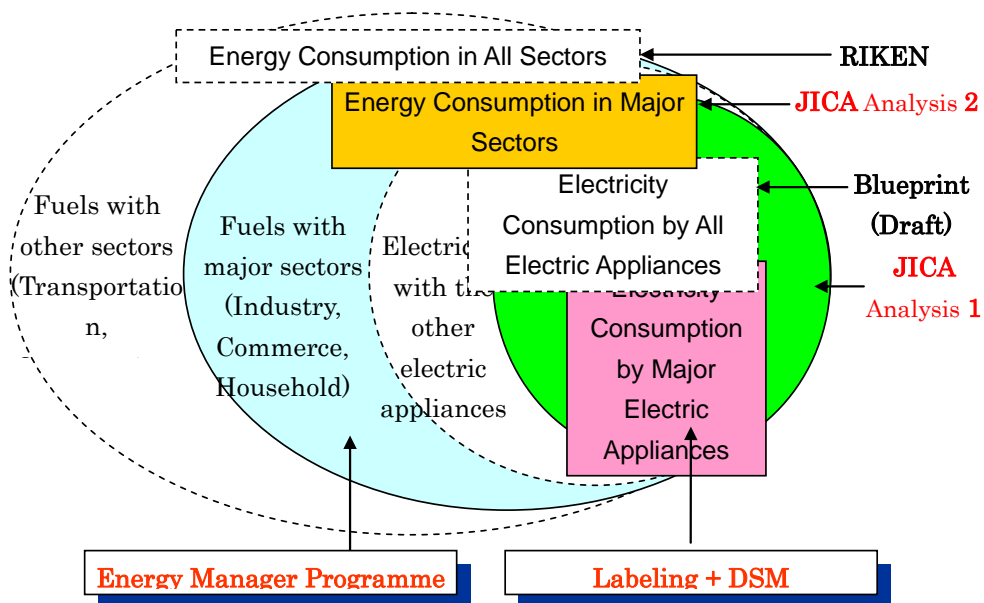 Energy Consumption in All Sectors
RIKEN
Energy Consumption in Major
Sectors
JICA Analysis 2
Electricity
Consumption by All
Electric Appliances
Blueprint
(Draft)
JICA
Analysis 1
Fuels with
other sectors
(Transportatio
n,
Fuels with
major sectors
(Industry,
Commerce,
Household)
Electric
with the
other
electric
appliances
Consumption
by Major
Electric
Appliances
Energy Manager Programme
Labeling + DSM